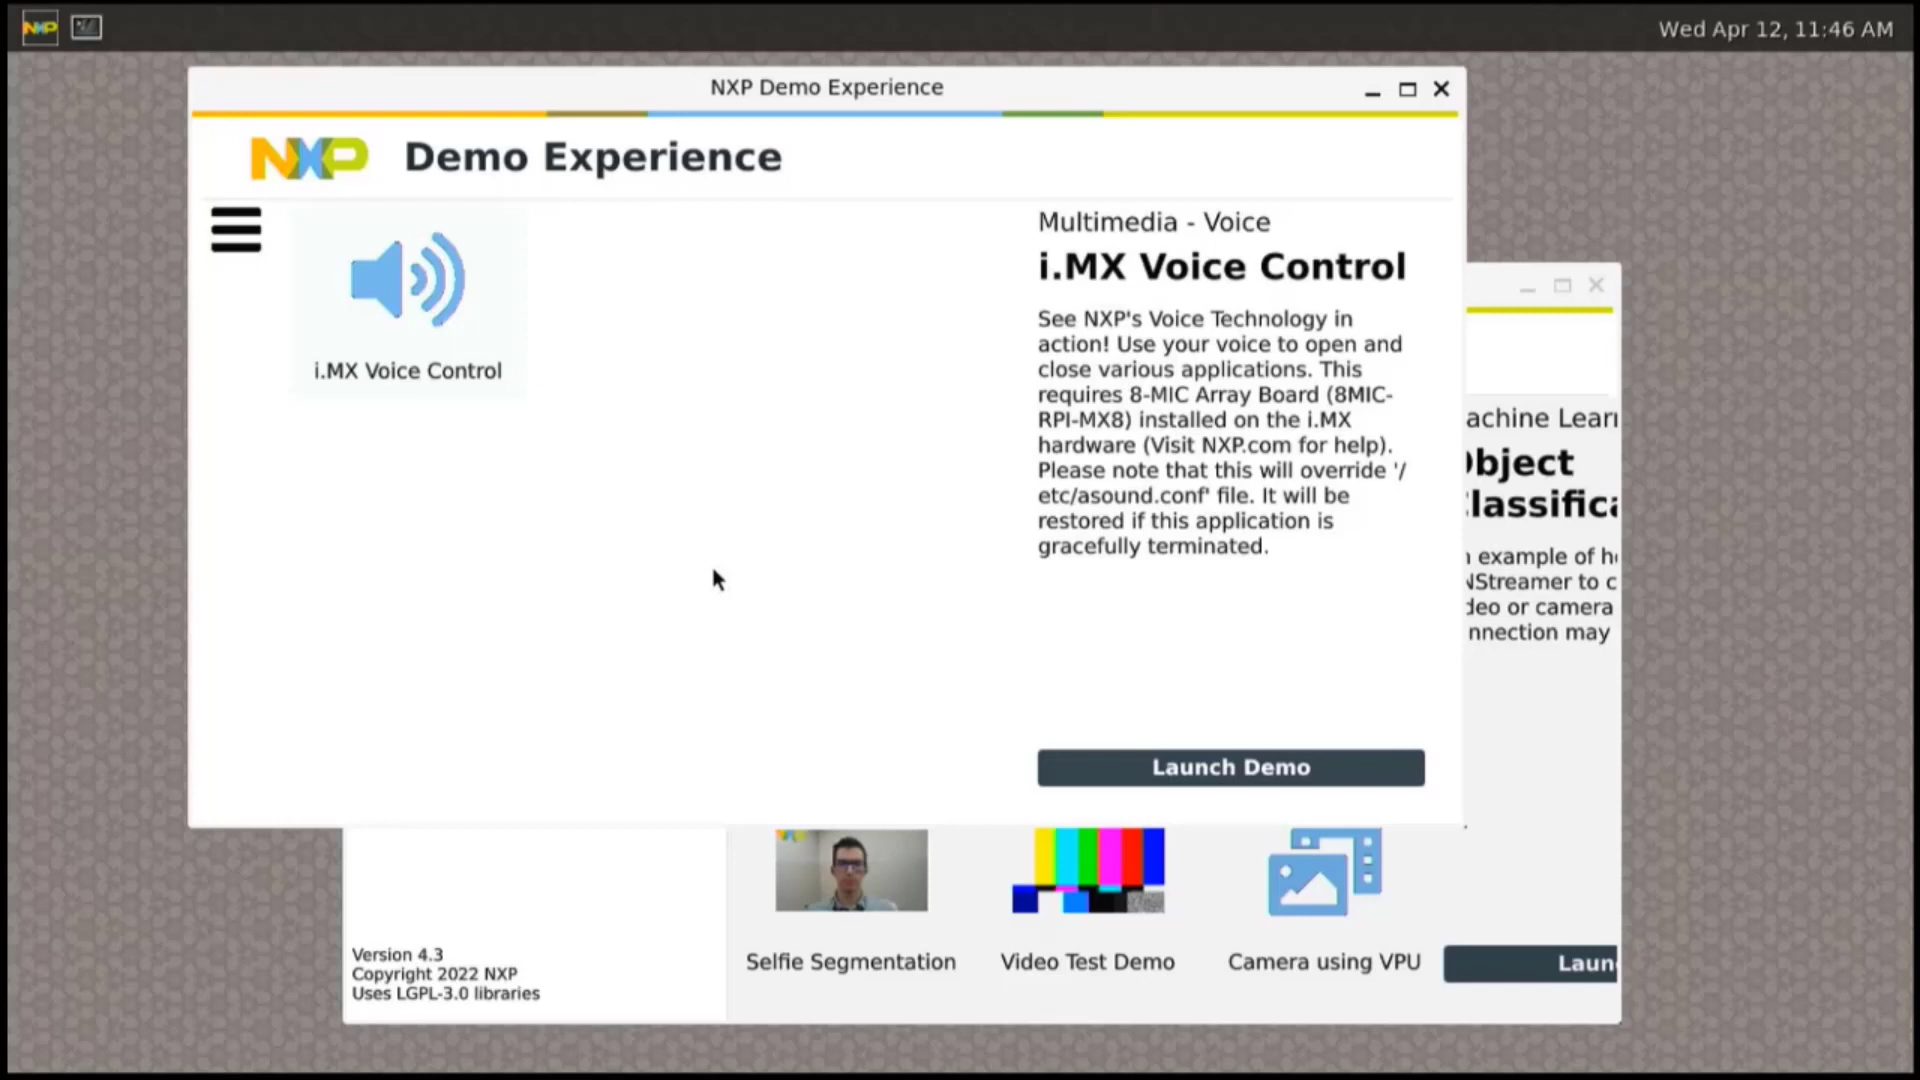 NXP
Wed Apr 12, 11:46 AM
NXP Demo Experience
NXP Demo Experience
i.MX Voice Control
Multimedia - Voice
i.MX Voice Control
See NXP's Voice Technology in
action! Use your voice to open and
close various applications. This
requires 8-MIC Array Board (8MIC-
RPI-MX8) installed on the i.MX
hardware (Visit NXP.com for help).
Please note that this will override '/
etc/asound.conf' file. It will be
restored if this application is
gracefully terminated.
Launch Demo
achine Lear
bject
lassific
example of h
NStreamer to c
deo or camera
nnection may
Selfie Segmentation
Video Test Demo
Camera using VPU
Laun
Version 4.3
Copyright 2022 NXP
Uses LGPL-3.0 libraries